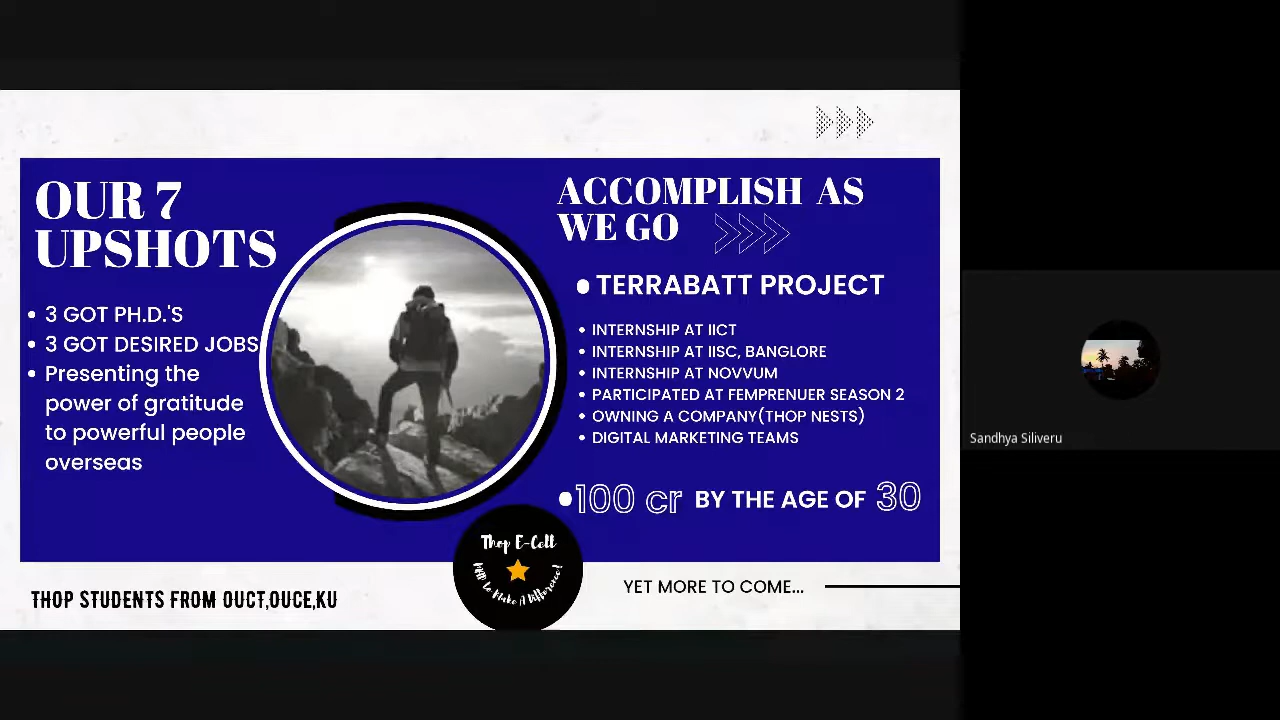 OUR 7
UPSHOTS
3 GOT PH.D.'S
3 GOT DESIRED JOBS
Presenting the
power of gratitude
to powerful people
overseas
ACCOMPLISH AS
WE GO
TERRABATT PROJECT
INTERNSHIP AT IICT
INTERNSHIP AT IISC, BANGLORE
INTERNSHIP AT NOVVUM
PARTICIPATED AT FEMPRENUER SEASON 2
OWNING A COMPANY(THOP NESTS)
DIGITAL MARKETING TEAMS
100 cr BY THE AGE OF 30
Thop E-Cell
to Make A Difference!
THOP STUDENTS FROM OUCT,OUCE,KU
YET MORE TO COME...
Sandhya Siliveru